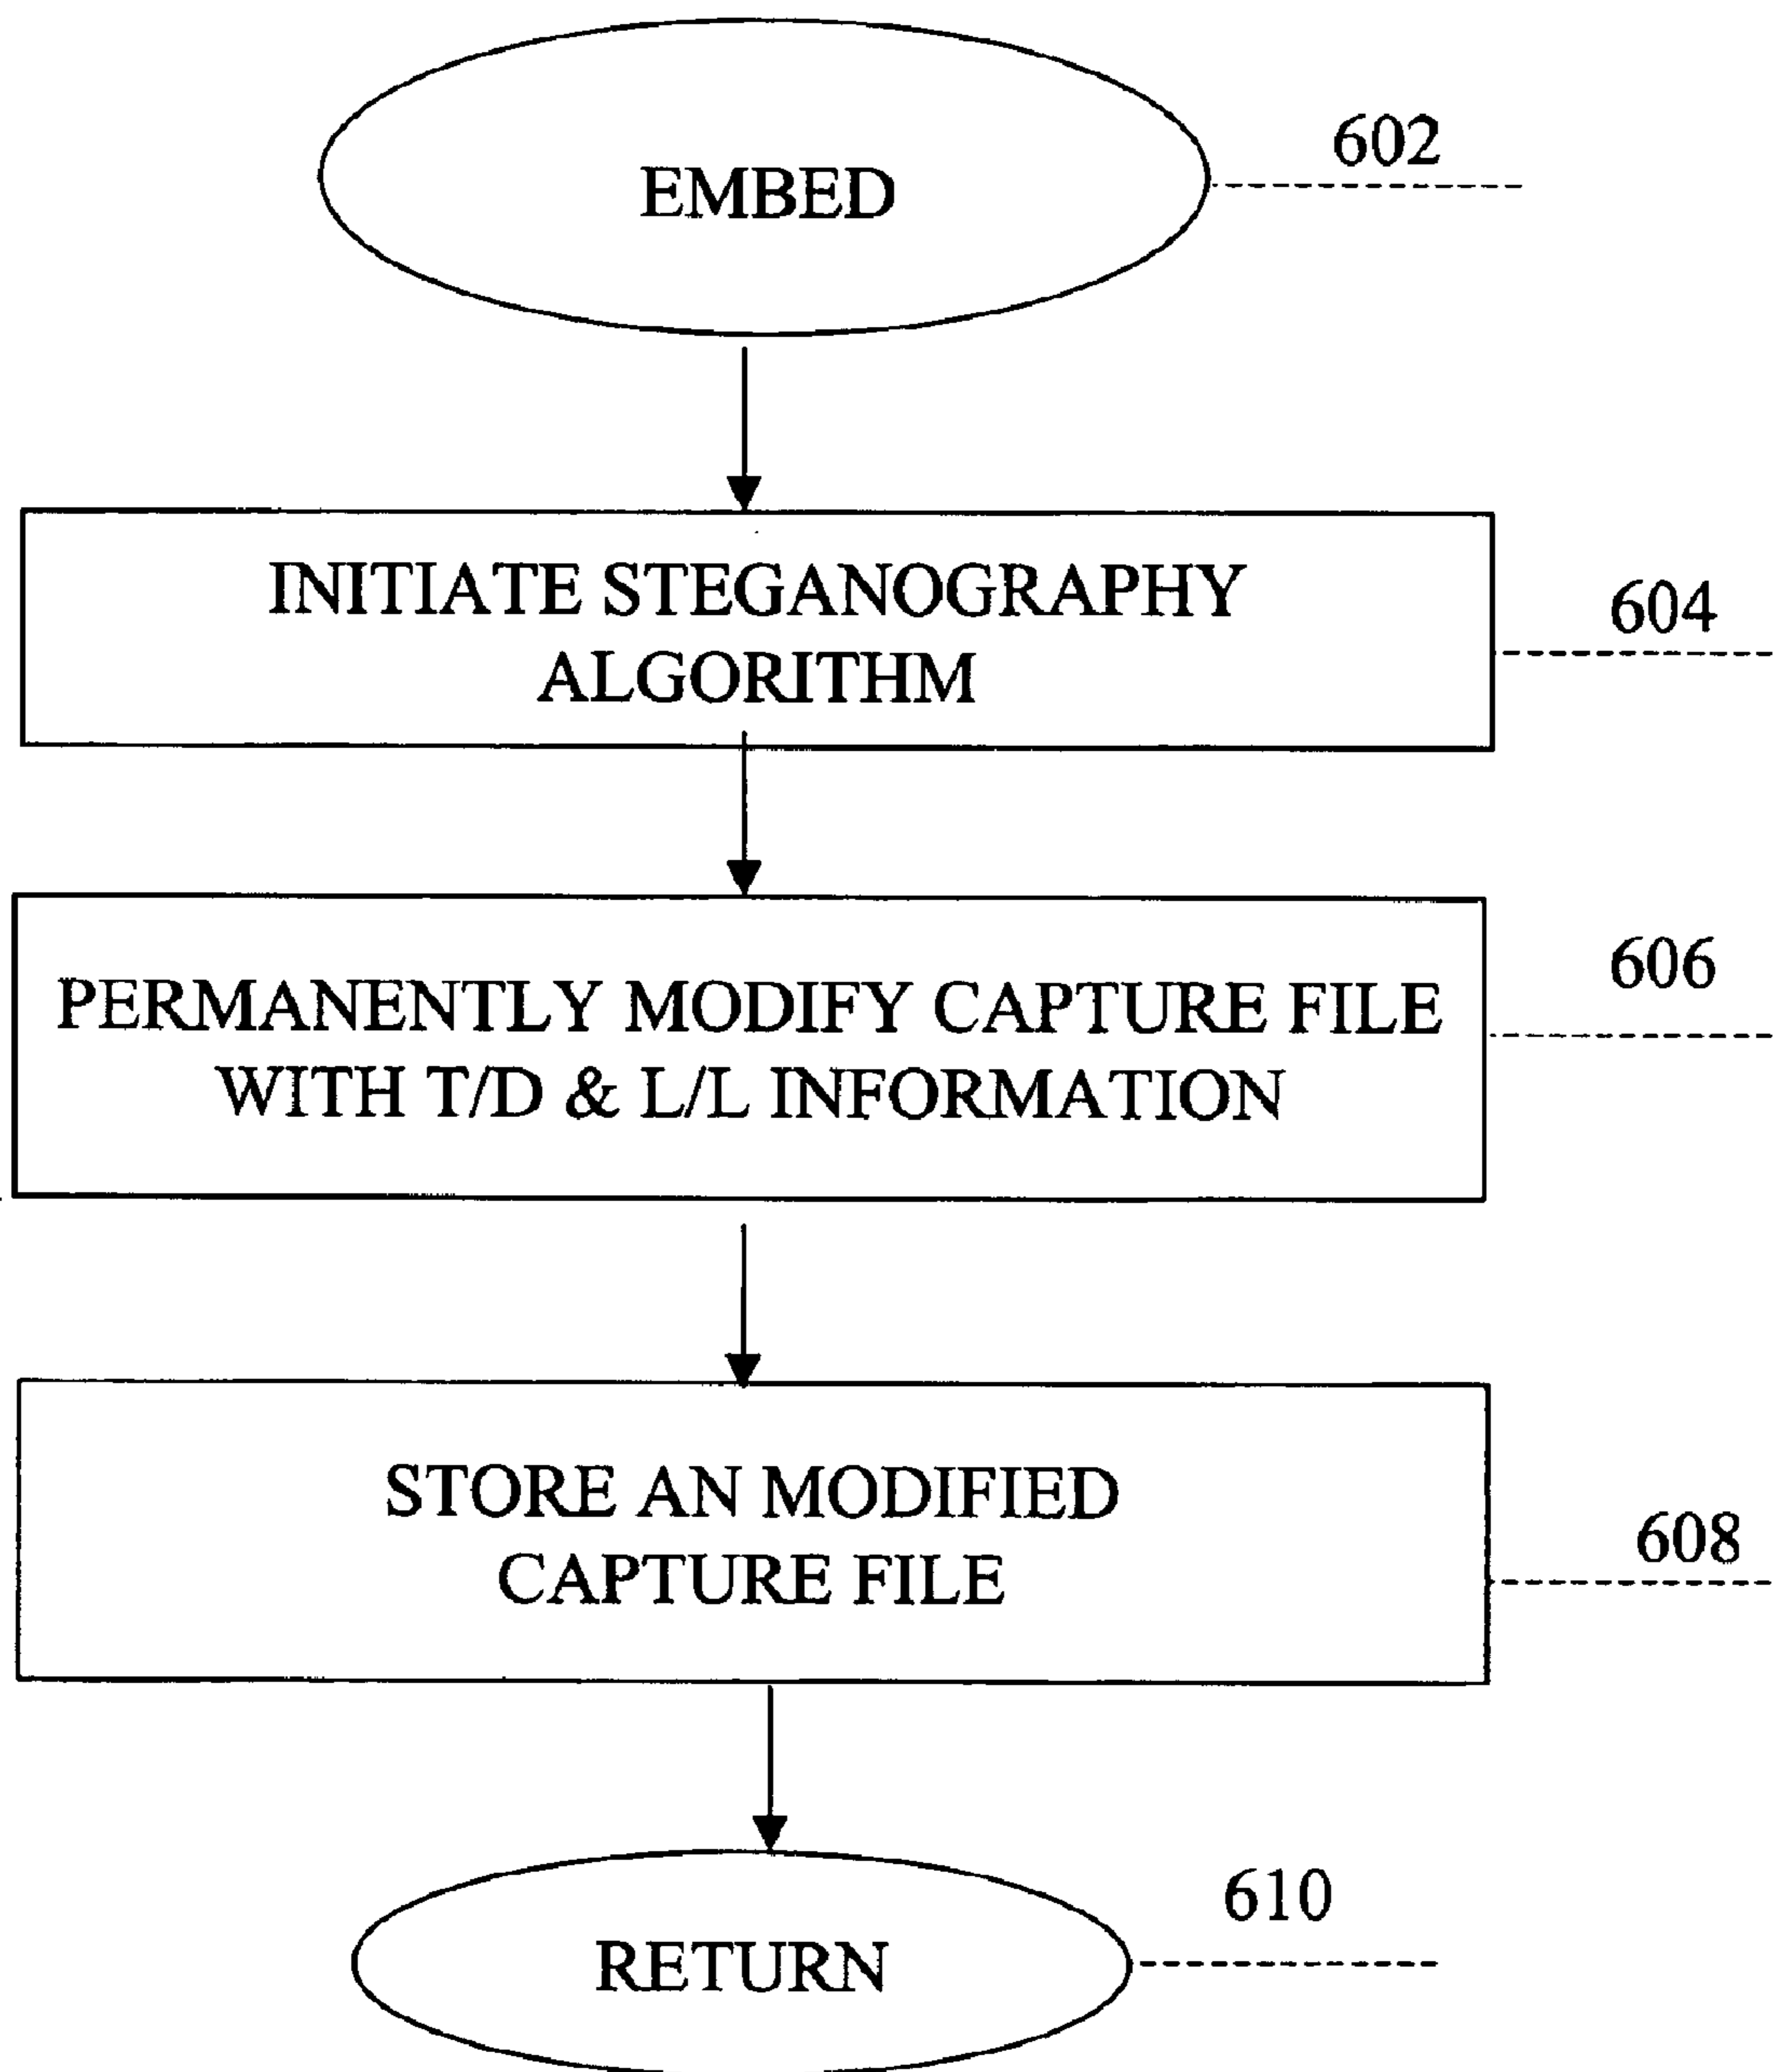 EMBED
602
INITIATE STEGANOGRAPHY
ALGORITHM
604
PERMANENTLY MODIFY CAPTURE FILE
WITH T/D & L/L INFORMATION
606
STORE AN MODIFIED
CAPTURE FILE
608
RETURN
610